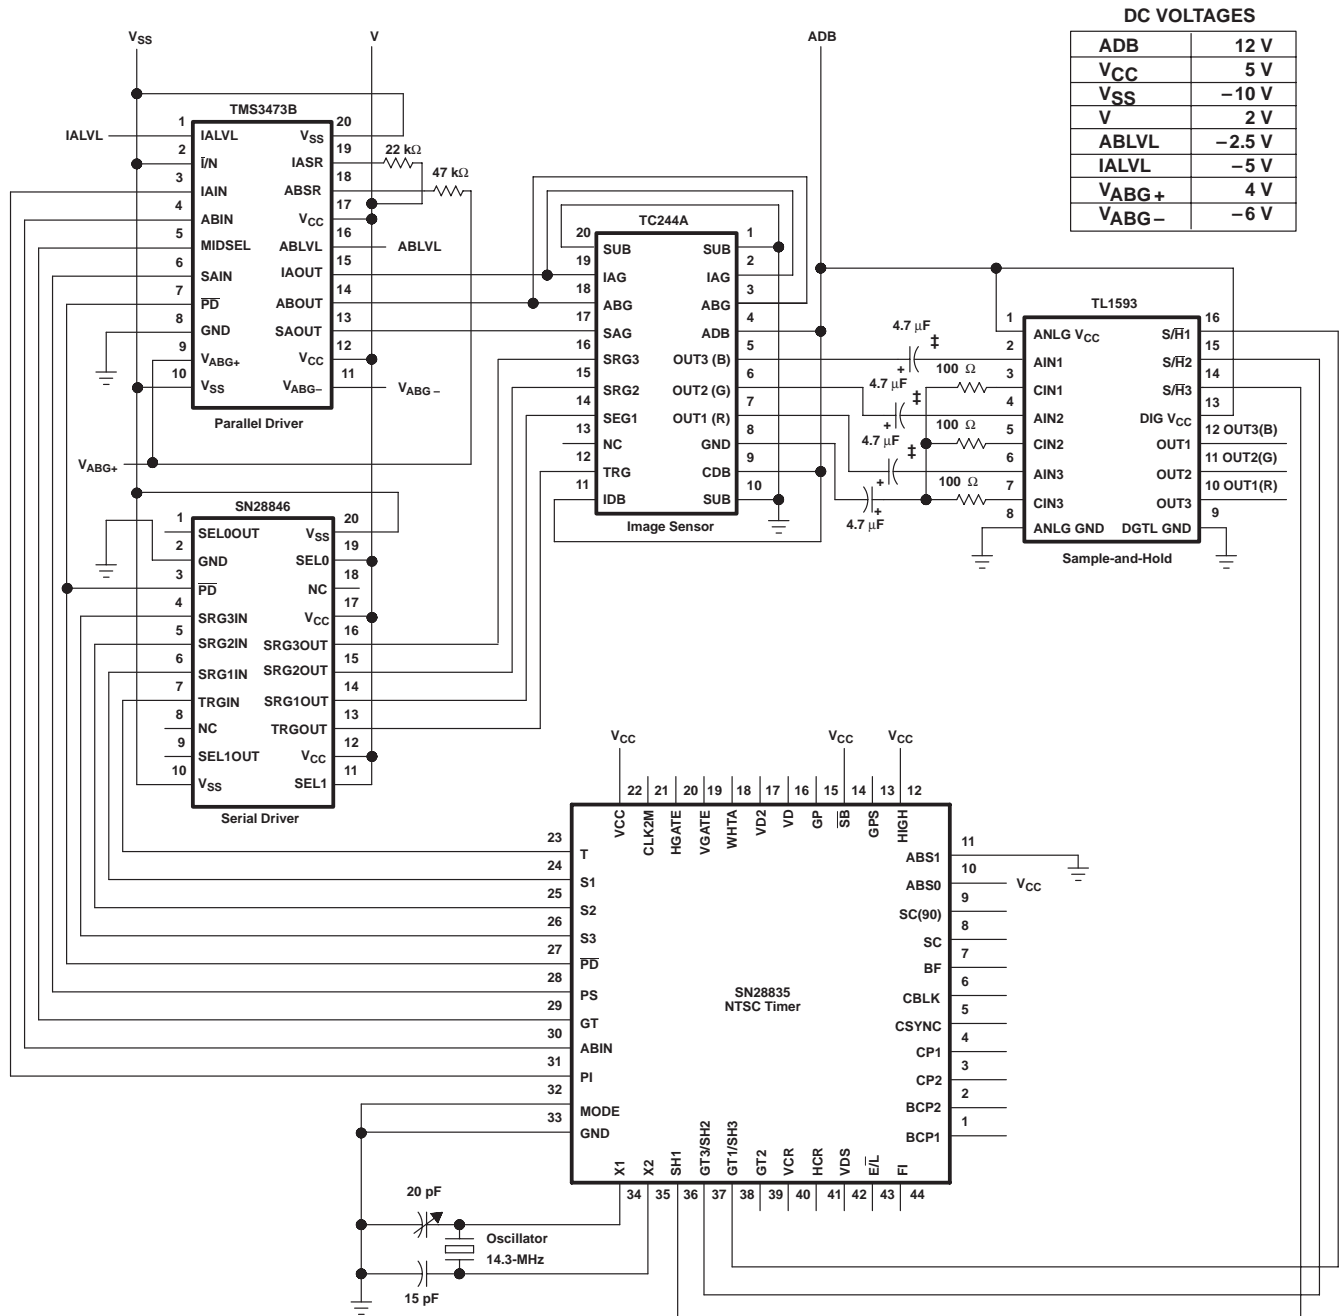 DC VOLTAGES
ADB 12 V
VCC 5 V
VSS –10 V
V 2 V
ABLVL –2.5 V
IALVL –5 V
VABG+ 4 V
VABG– –6 V
VSS
V
ADB
TMS3473B
IALVL
1 IALVL
2 I̅/N
3 IAIN
4 ABIN
5 MIDSEL
6 SAIN
7 P̅D̅
8 GND
9 VABG+
10 VSS
20 VSS
19 IASR
18 ABSR
17 VCC
16 ABLVL
15 IAOUT
14 ABOUT
13 SAOUT
12 VCC
11 VABG–
22 kΩ
47 kΩ
ABLVL
VABG–
Parallel Driver
VABG+
SN28846
1 SEL0OUT
2 GND
3 P̅D̅
4 SRG3IN
5 SRG2IN
6 SRG1IN
7 TRGIN
8 NC
9 SEL1OUT
10 VSS
20 VSS
19 SEL0
18 NC
17 VCC
16 SRG3OUT
15 SRG2OUT
14 SRG1OUT
13 TRGOUT
12 VCC
11 SEL1
Serial Driver
TC244A
20 SUB
19 IAG
18 ABG
17 SAG
16 SRG3
15 SRG2
14 SEG1
13 NC
12 TRG
11 IDB
1 SUB
2 IAG
3 ABG
4 ADB
5 OUT3 (B)
6 OUT2 (G)
7 OUT1 (R)
8 GND
9 CDB
10 SUB
Image Sensor
4.7 µF ‡
+
4.7 µF ‡
+
4.7 µF ‡
+
4.7 µF
+
100 Ω
100 Ω
100 Ω
TL1593
1 ANLG VCC
2 AIN1
3 CIN1
4 AIN2
5 CIN2
6 AIN3
7 CIN3
8 ANLG GND
16 S/H̅1
15 S/H̅2
14 S/H̅3
13 DIG VCC
12 OUT1 OUT3(B)
11 OUT2 OUT2(G)
10 OUT3 OUT1(R)
9 DGTL GND
Sample-and-Hold
VCC
VCC
VCC
22 21 20 19 18 17 16 15 14 13 12
VCC CLK2M HGATE VGATE WHTA VD2 VD GP S̅B̅ GPS HIGH
23 T
24 S1
25 S2
26 S3
27 P̅D̅
28 PS
29 GT
30 ABIN
31 PI
32 MODE
33 GND
SN28835
NTSC Timer
11 ABS1
10 ABS0 VCC
9 SC(90)
8 SC
7 BF
6 CBLK
5 CSYNC
4 CP1
3 CP2
2 BCP2
1 BCP1
X1 X2 SH1 GT3/SH2 GT1/SH3 GT2 VCR HCR VDS E̅/L FI
34 35 36 37 38 39 40 41 42 43 44
20 pF
Oscillator
14.3-MHz
15 pF